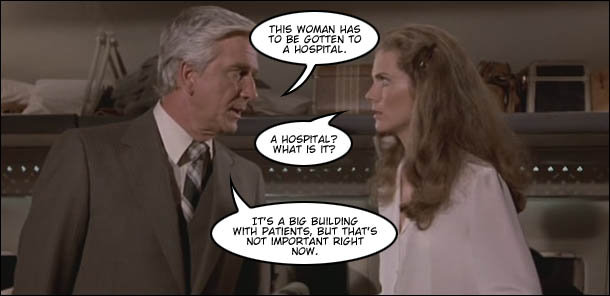 THIS WOMAN HAS
TO BE GOTTEN TO
A HOSPITAL.
A HOSPITAL?
WHAT IS IT?
IT'S A BIG BUILDING
WITH PATIENTS, BUT THAT'S
NOT IMPORTANT RIGHT
NOW.